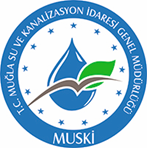 T.C. MUĞLA SU VE KANALİZASYON İDARESİ GENEL MÜDÜRLÜĞÜ
MUSKİ